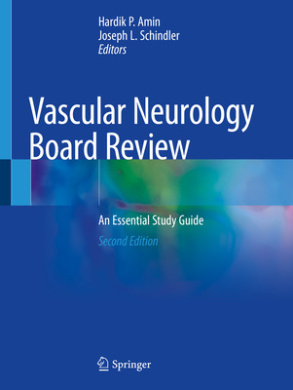 Hardik P. Amin
Joseph L. Schindler
Editors
Vascular Neurology
Board Review
An Essential Study Guide
Second Edition
Springer